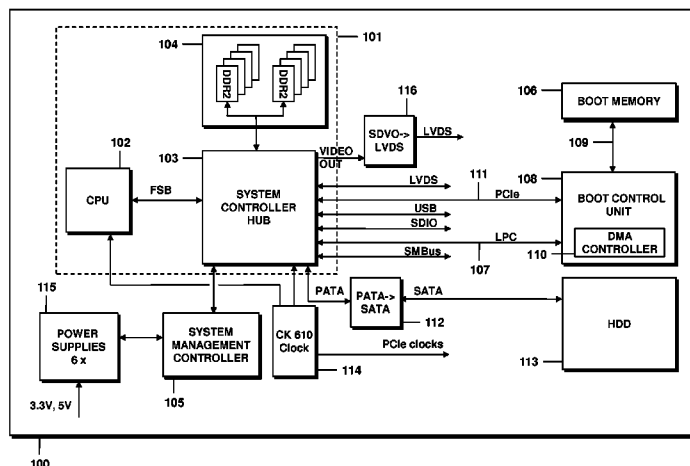 104
101
DDR2
DDR2
116
106
BOOT MEMORY
SDVO->
LVDS
LVDS
109
102
103
VIDEO
OUT
111
108
CPU
FSB
SYSTEM
CONTROLLER
HUB
LVDS
PCIe
USB
SDIO
LPC
107
SMBus
BOOT CONTROL
UNIT
DMA
CONTROLLER
110
115
PATA
PATA->
SATA
112
SATA
HDD
113
POWER
SUPPLIES
6 x
SYSTEM
MANAGEMENT
CONTROLLER
105
CK 610
Clock
114
PCIe clocks
3.3V, 5V
100